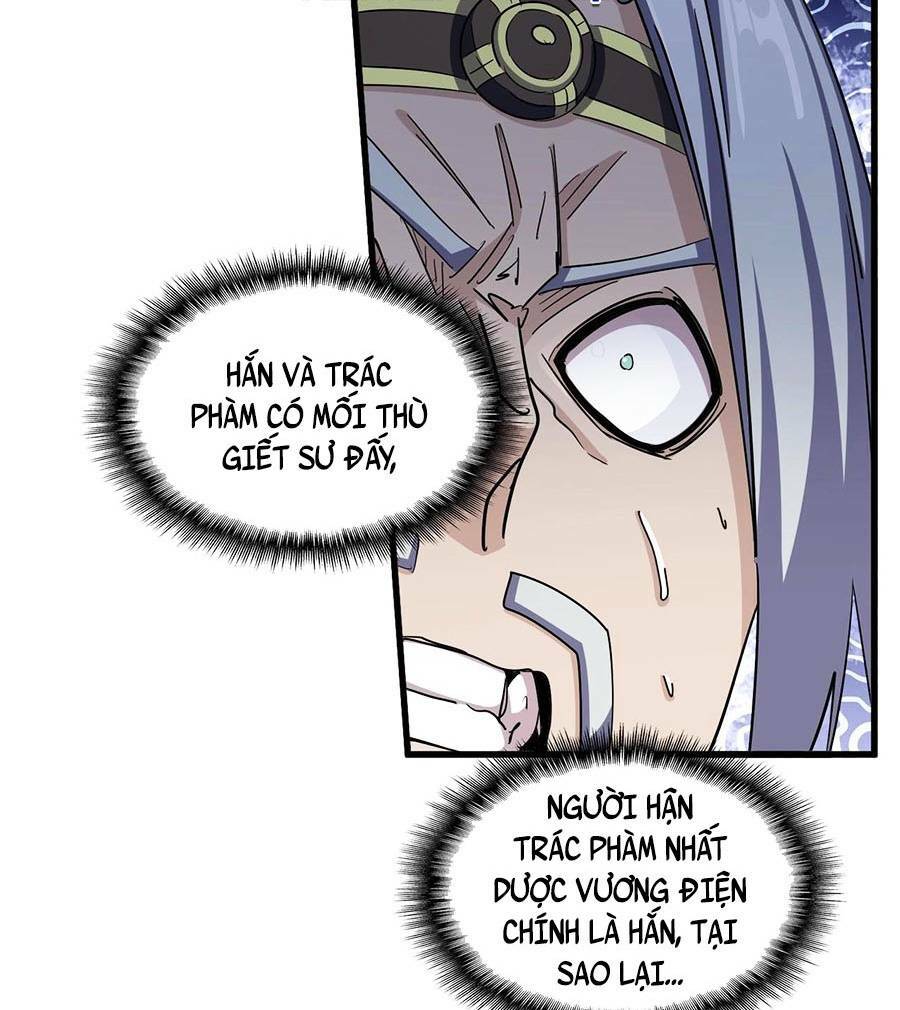 HẮN VÀ TRÁC
PHÀM CÓ MỐI THÙ
GIẾT SƯ ĐẤY,
NGƯỜI HẬN
TRÁC PHÀM NHẤT
DƯỢC VƯƠNG ĐIỆN
CHÍNH LÀ HẮN, TẠI
SAO LẠI...